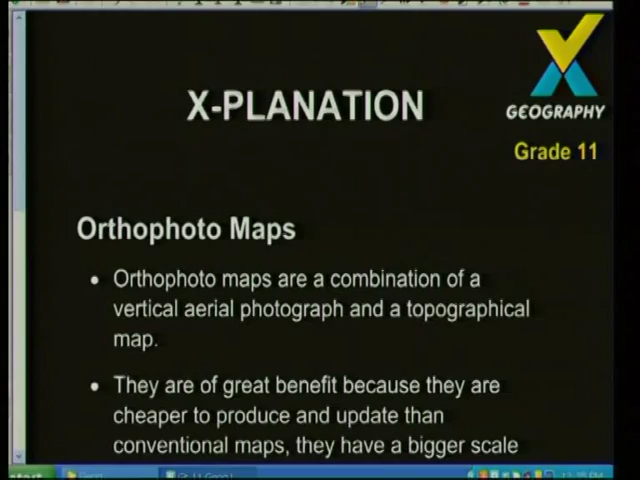 X-PLANATION
GEOGRAPHY
Grade 11
Orthophoto Maps
• Orthophoto maps are a combination of a
vertical aerial photograph and a topographical
map.
• They are of great benefit because they are
cheaper to produce and update than
conventional maps, they have a bigger scale